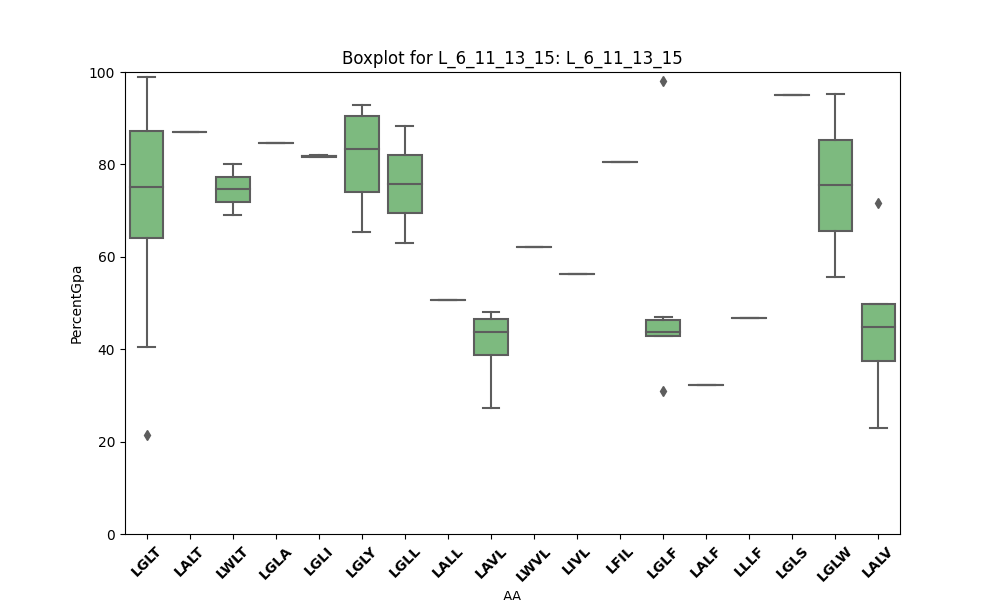 Boxplot for L_6_11_13_15: L_6_11_13_15
PercentGpa
100
80
60
40
20
0
LGLT LALT LWLT LGLA LGLI LGLY LGLL LALL LAVL LWVL LIVL LFIL LGLF LALF LLLF LGLS LGLW LALV
AA